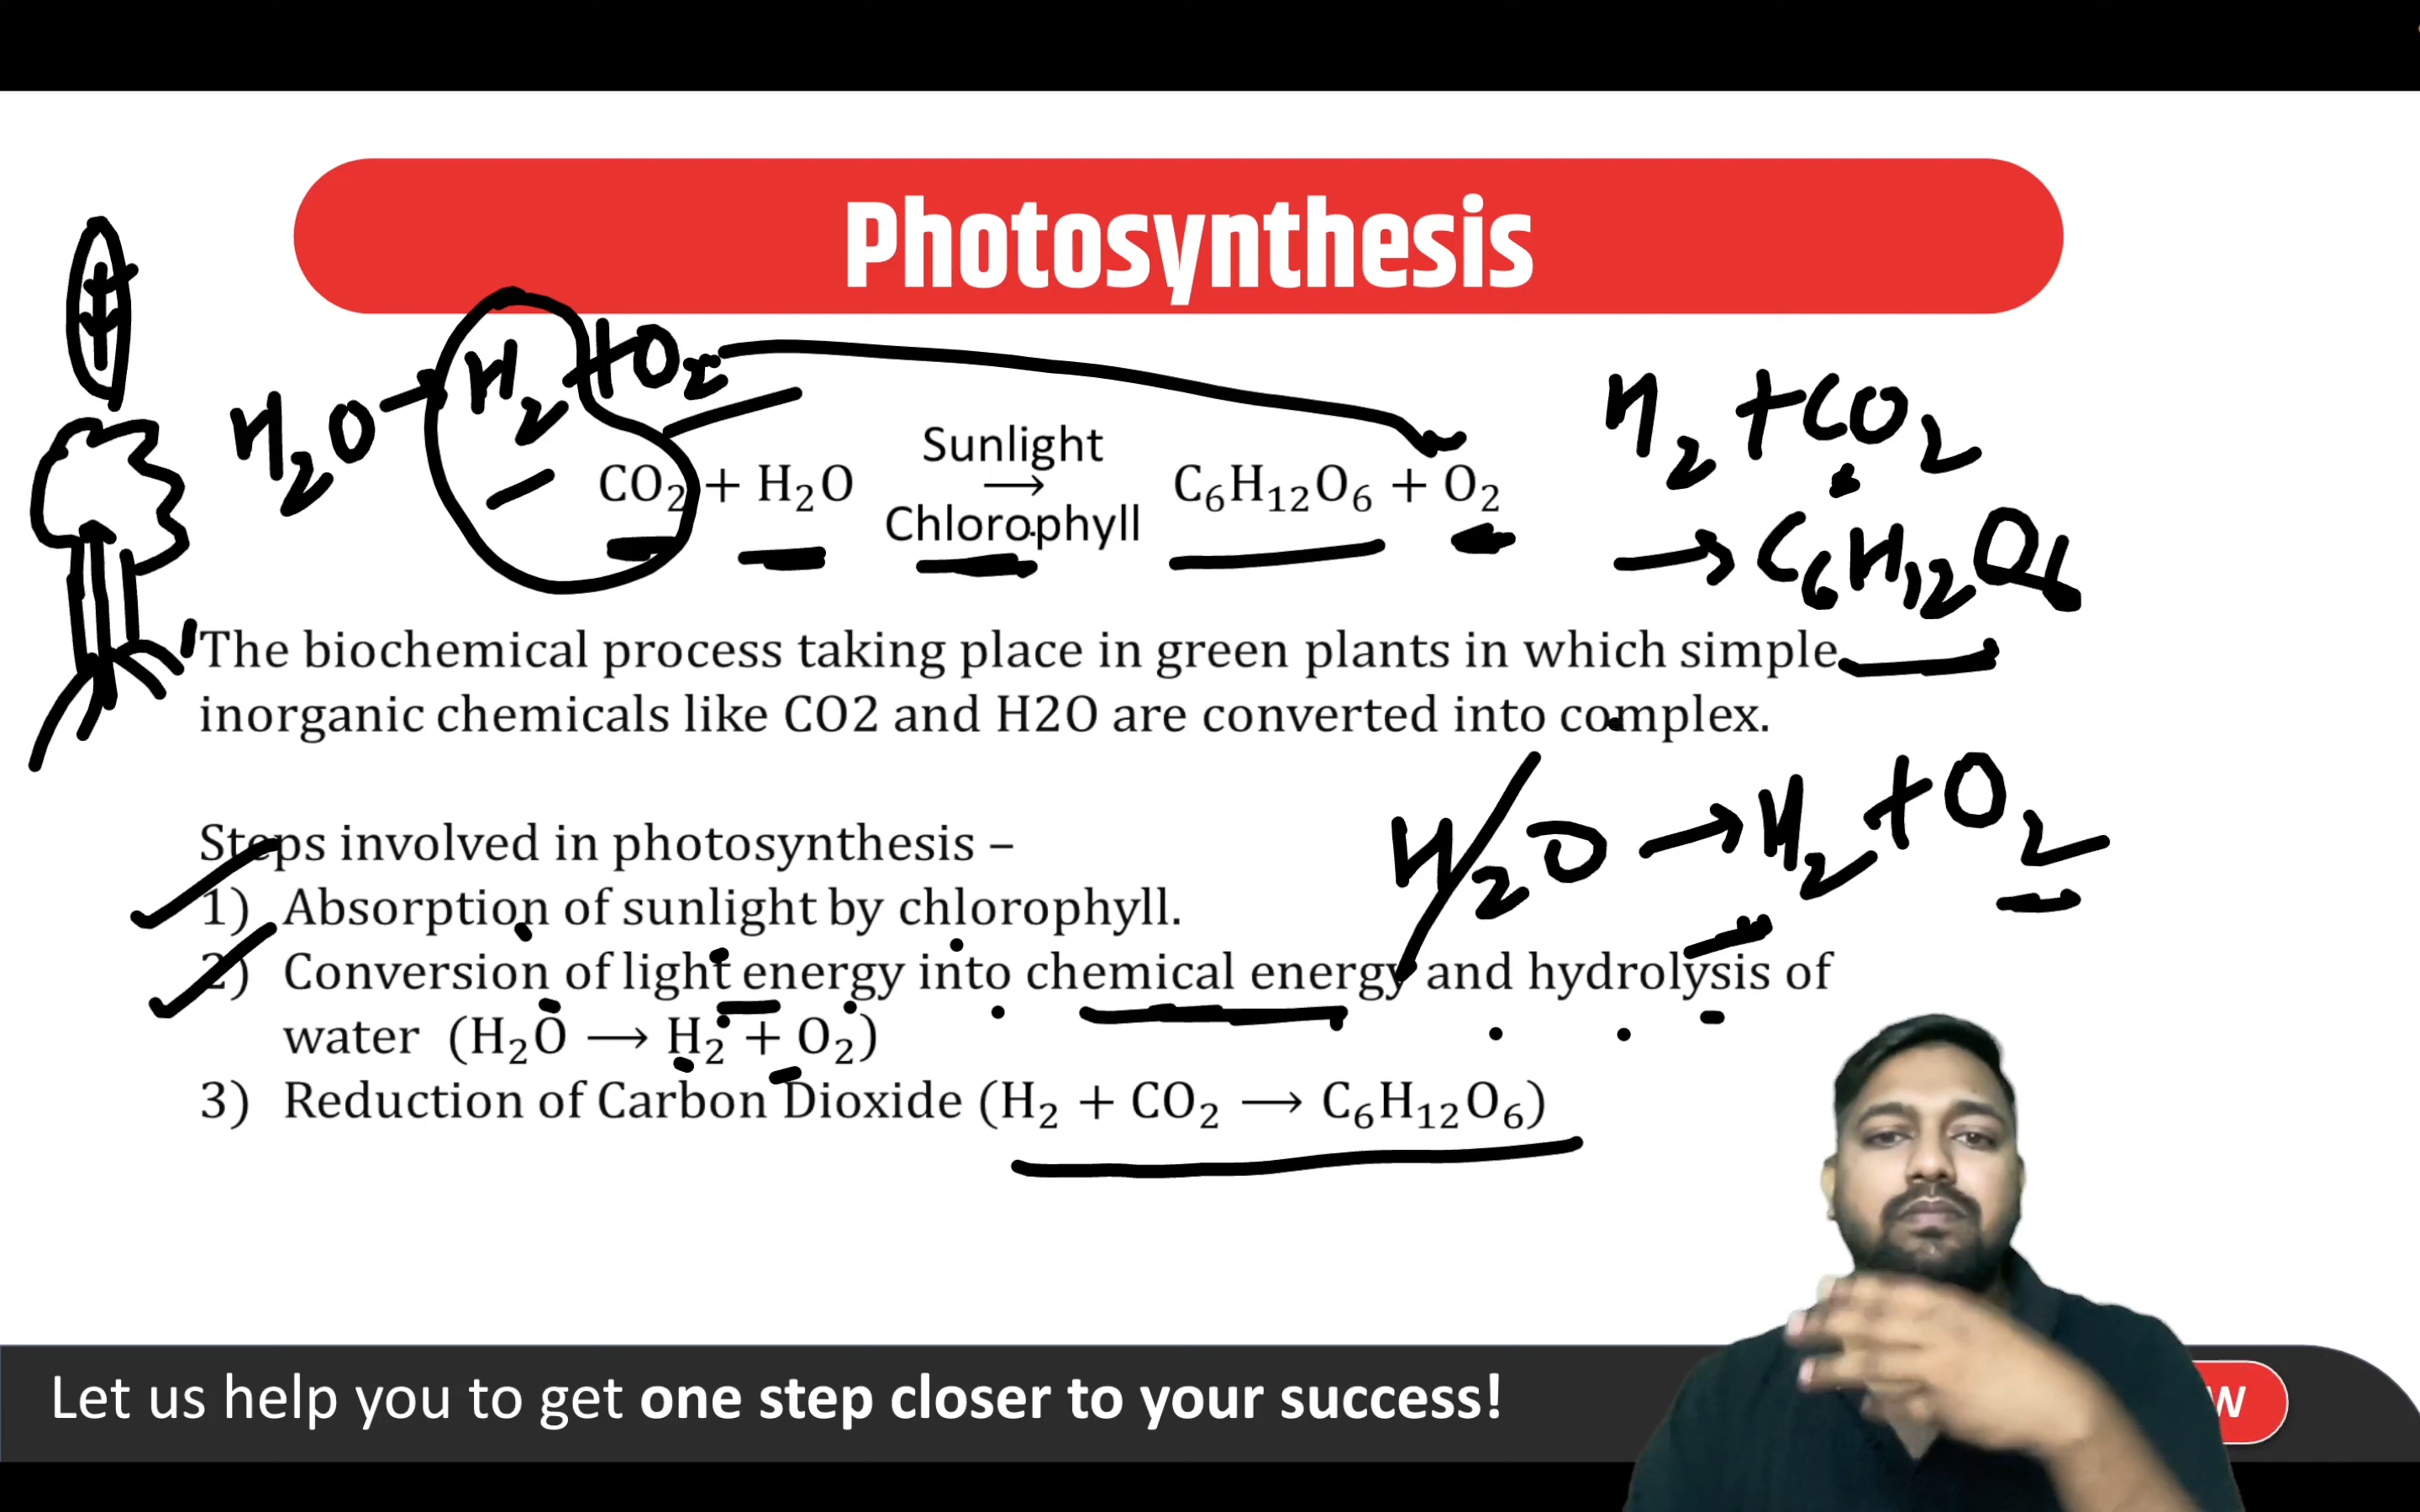 Photosynthesis
H₂O → H₂ + O₂
H₂ + CO₂
→ C₆H₁₂O₆
Sunlight
CO₂ + H₂O ⟶ C₆H₁₂O₆ + O₂
Chlorophyll
The biochemical process taking place in green plants in which simple
inorganic chemicals like CO2 and H2O are converted into complex.
H₂O → H₂ + O₂
Steps involved in photosynthesis –
1) Absorption of sunlight by chlorophyll.
2) Conversion of light energy into chemical energy and hydrolysis of
water (H₂O ⟶ H₂ + O₂)
3) Reduction of Carbon Dioxide (H₂ + CO₂ ⟶ C₆H₁₂O₆)
Let us help you to get one step closer to your success!